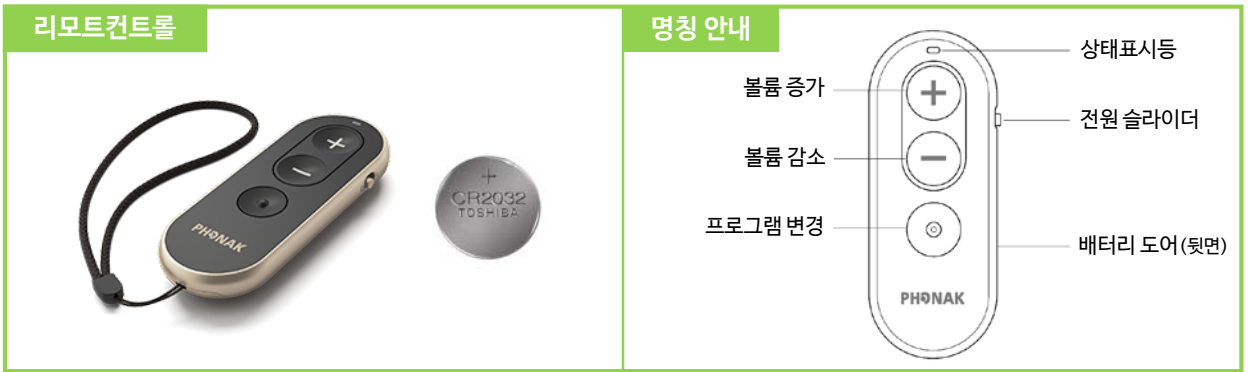 리모트컨트롤
PHONAK
+
CR2032
TOSHIBA
명칭 안내
상태표시등
볼륨 증가
전원 슬라이더
볼륨 감소
프로그램 변경
배터리 도어(뒷면)
PHONAK